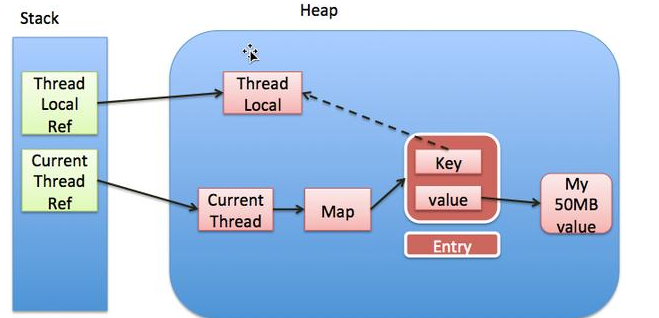 Stack
Heap
Thread
Local
Ref
Thread
Local
Current
Thread
Ref
Key
value
Current
Thread
Map
My
50MB
value
Entry